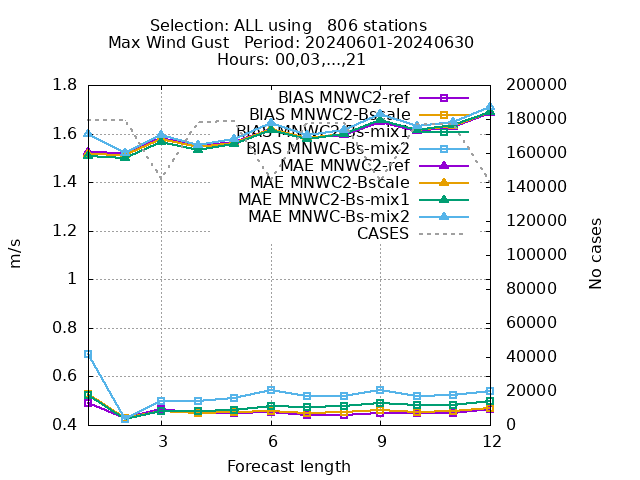 Selection: ALL using   806 stations
Max Wind Gust   Period: 20240601-20240630
Hours: 00,03,...,21
BIAS MNWC2-ref
BIAS MNWC2-Bscale
BIAS MNWC2-Bs-mix1
BIAS MNWC-Bs-mix2
MAE MNWC2-ref
MAE MNWC2-Bscale
MAE MNWC2-Bs-mix1
MAE MNWC-Bs-mix2
CASES
1.8
1.6
1.4
1.2
1
0.8
0.6
0.4
m/s
200000
180000
160000
140000
120000
100000
80000
60000
40000
20000
0
No cases
3 6 9 12
Forecast length